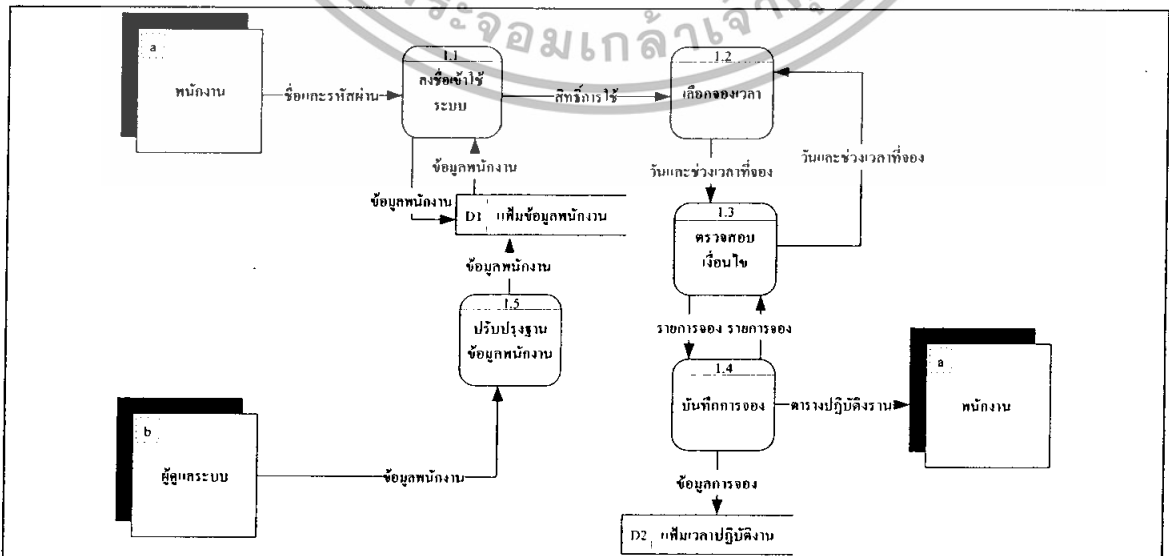 พระจอมเกล้าเจ้าคุ
a
พนักงาน
ชื่อและรหัสผ่าน
1.1
ลงชื่อเข้าใช้
ระบบ
สิทธิ์การใช้
1.2
เลือกจองเวลา
ข้อมูลพนักงาน
วันและช่วงเวลาที่จอง
วันและช่วงเวลาที่จอง
ข้อมูลพนักงาน
D1 แฟ้มข้อมูลพนักงาน
1.3
ตรวจสอบ
เงื่อนไข
ข้อมูลพนักงาน
1.5
ปรับปรุงฐาน
ข้อมูลพนักงาน
รายการจอง รายการจอง
a
พนักงาน
1.4
บันทึกการจอง
ตารางปฏิบัติงราน
b
ผู้ดูแลระบบ
ข้อมูลพนักงาน
ข้อมูลการจอง
D2 แฟ้มเวลาปฏิบัติงาน